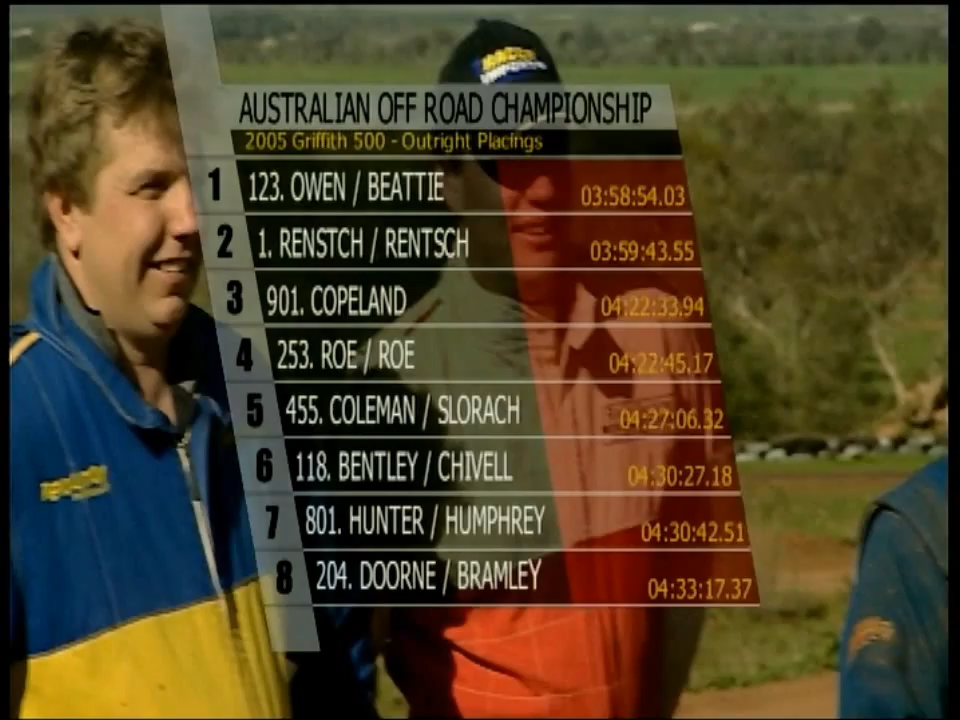 AUSTRALIAN OFF ROAD CHAMPIONSHIP
2005 Griffith 500 - Outright Placings
1 123. OWEN / BEATTIE 03:58:54.03
2 1. RENSTCH / RENTSCH 03:59:43.55
3 901. COPELAND 04:22:33.94
4 253. ROE / ROE 04:22:45.17
5 455. COLEMAN / SLORACH 04:27:06.32
6 118. BENTLEY / CHIVELL 04:30:27.18
7 801. HUNTER / HUMPHREY 04:30:42.51
8 204. DOORNE / BRAMLEY 04:33:17.37